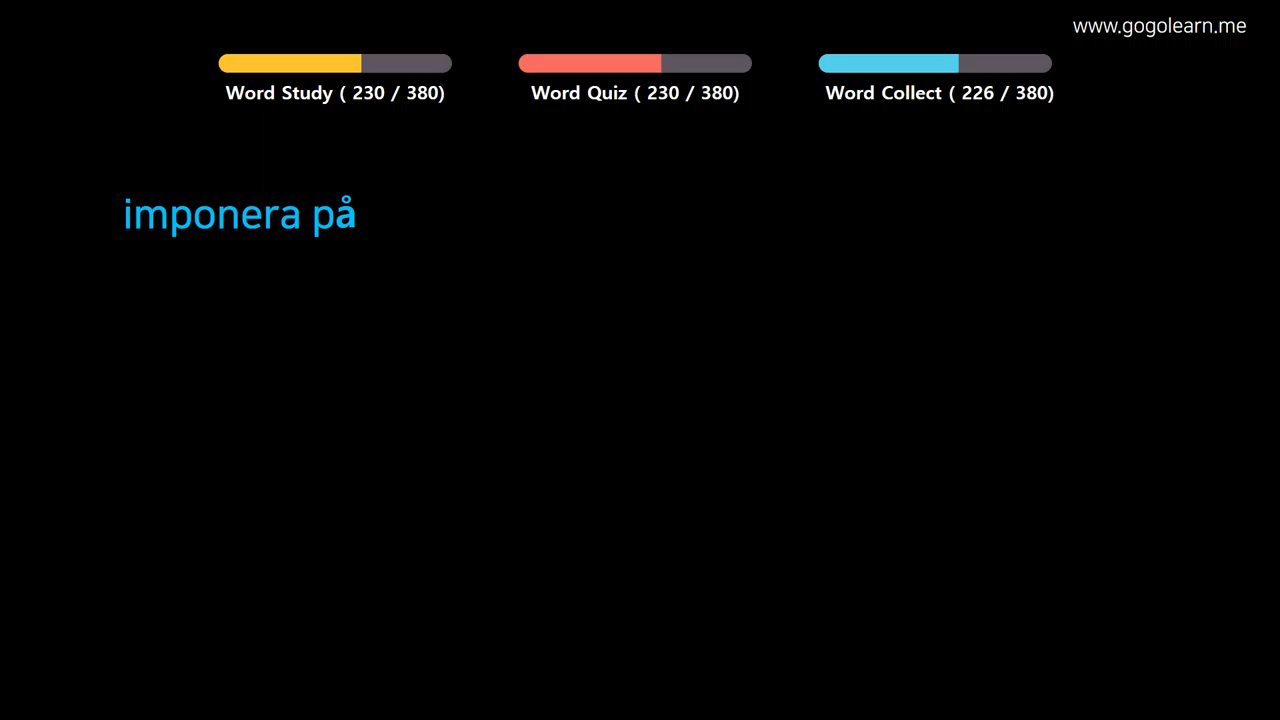 www.gogolearn.me
Word Study ( 230 / 380)
Word Quiz ( 230 / 380)
Word Collect ( 226 / 380)
imponera på